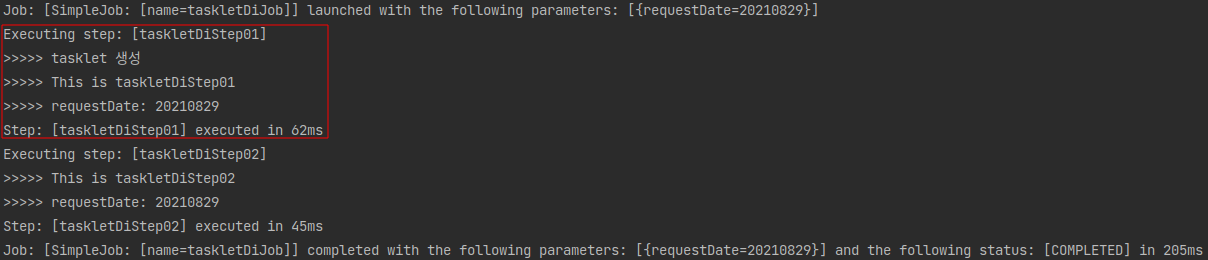 Job: [SimpleJob: [name=taskletDiJob]] launched with the following parameters: [{requestDate=20210829}]
Executing step: [taskletDiStep01]
>>>>> tasklet 생성
>>>>> This is taskletDiStep01
>>>>> requestDate: 20210829
Step: [taskletDiStep01] executed in 62ms
Executing step: [taskletDiStep02]
>>>>> This is taskletDiStep02
>>>>> requestDate: 20210829
Step: [taskletDiStep02] executed in 45ms
Job: [SimpleJob: [name=taskletDiJob]] completed with the following parameters: [{requestDate=20210829}] and the following status: [COMPLETED] in 205ms